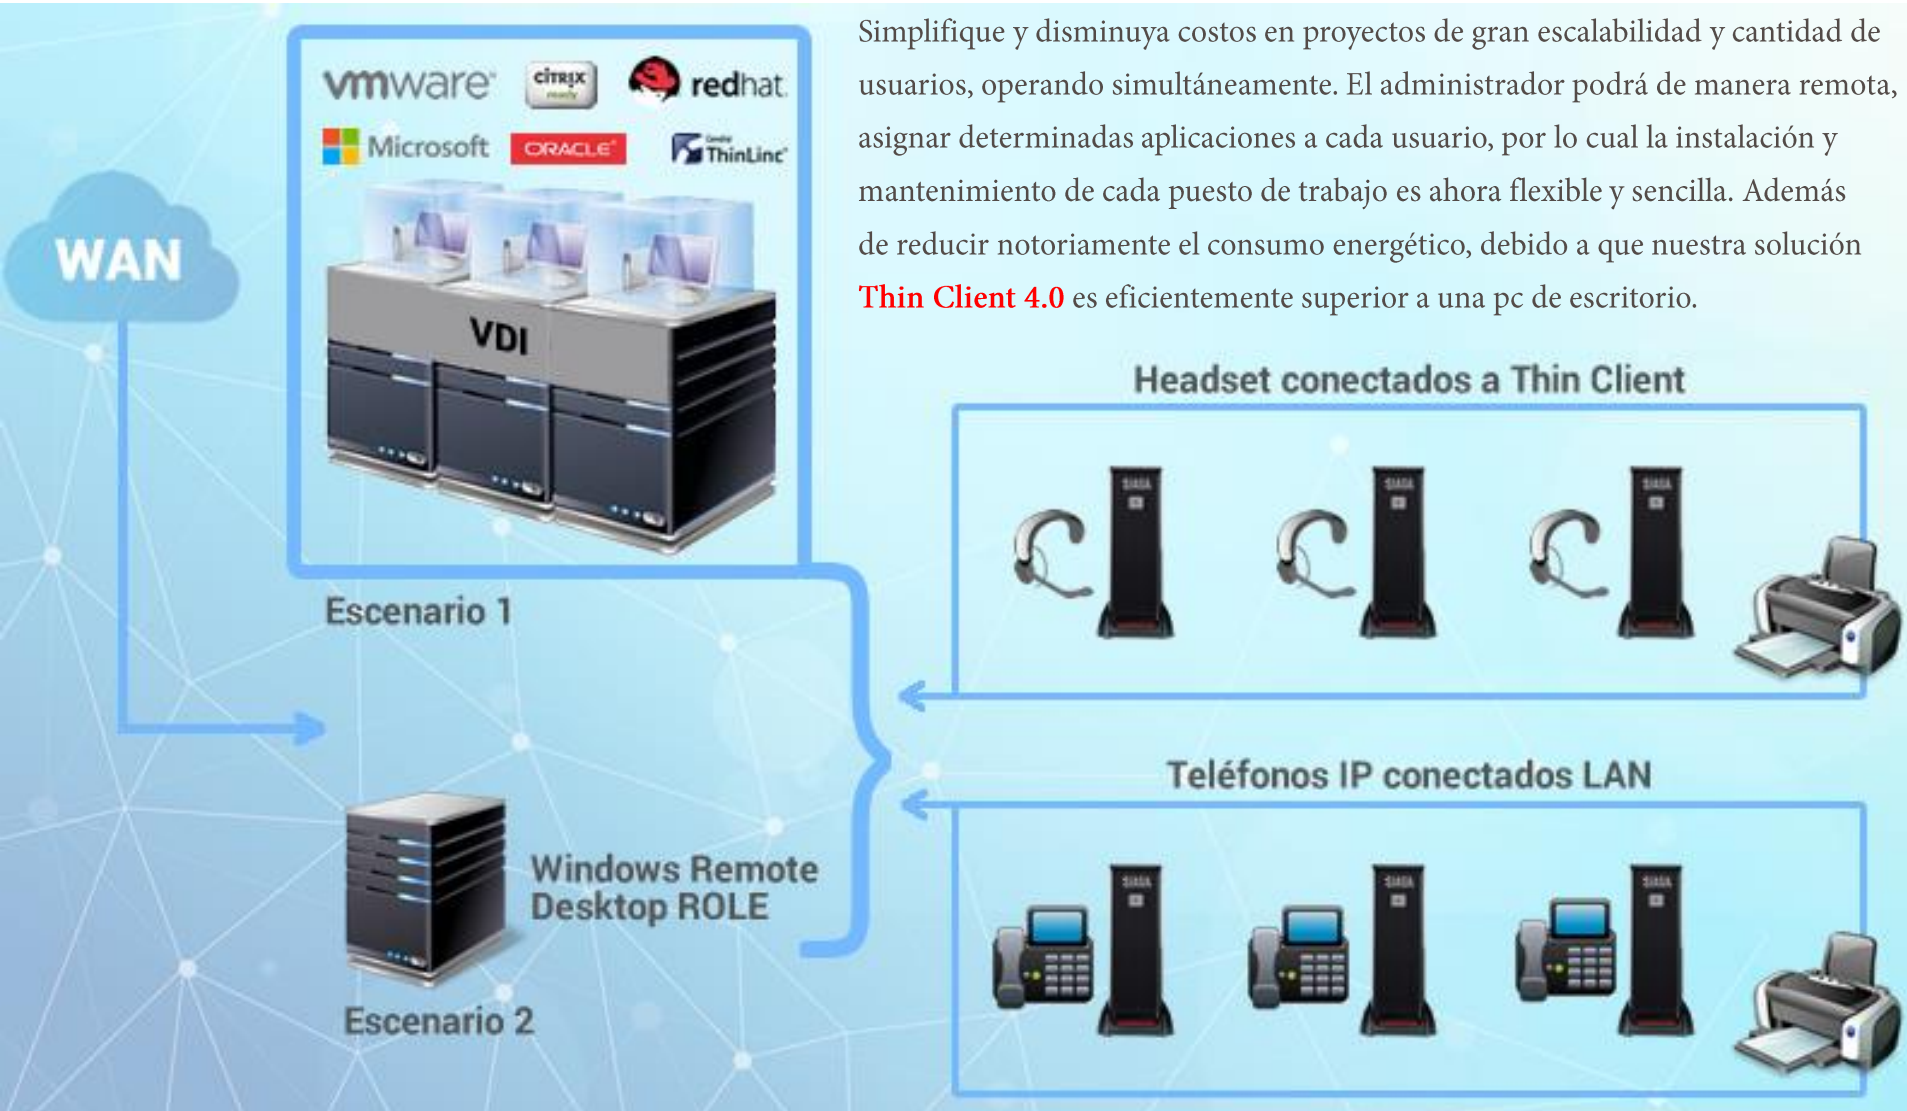 Simplifique y disminuya costos en proyectos de gran escalabilidad y cantidad de
usuarios, operando simultáneamente. El administrador podrá de manera remota,
asignar determinadas aplicaciones a cada usuario, por lo cual la instalación y
mantenimiento de cada puesto de trabajo es ahora flexible y sencilla. Además
de reducir notoriamente el consumo energético, debido a que nuestra solución
Thin Client 4.0 es eficientemente superior a una pc de escritorio.
vmware
CITRIX
ready
redhat.
Microsoft
ORACLE
ThinLinc
WAN
VDI
Escenario 1
Headset conectados a Thin Client
Teléfonos IP conectados LAN
Windows Remote
Desktop ROLE
Escenario 2